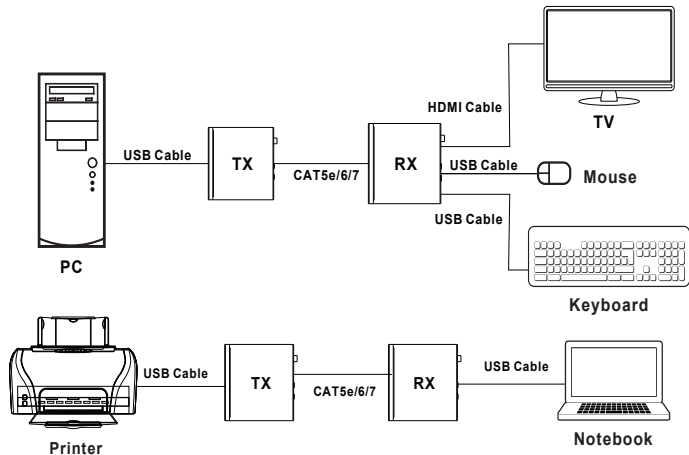 HDMI Cable
TV
USB Cable
TX
CAT5e/6/7
RX
USB Cable
Mouse
USB Cable
PC
Keyboard
USB Cable
TX
CAT5e/6/7
RX
USB Cable
Printer
Notebook